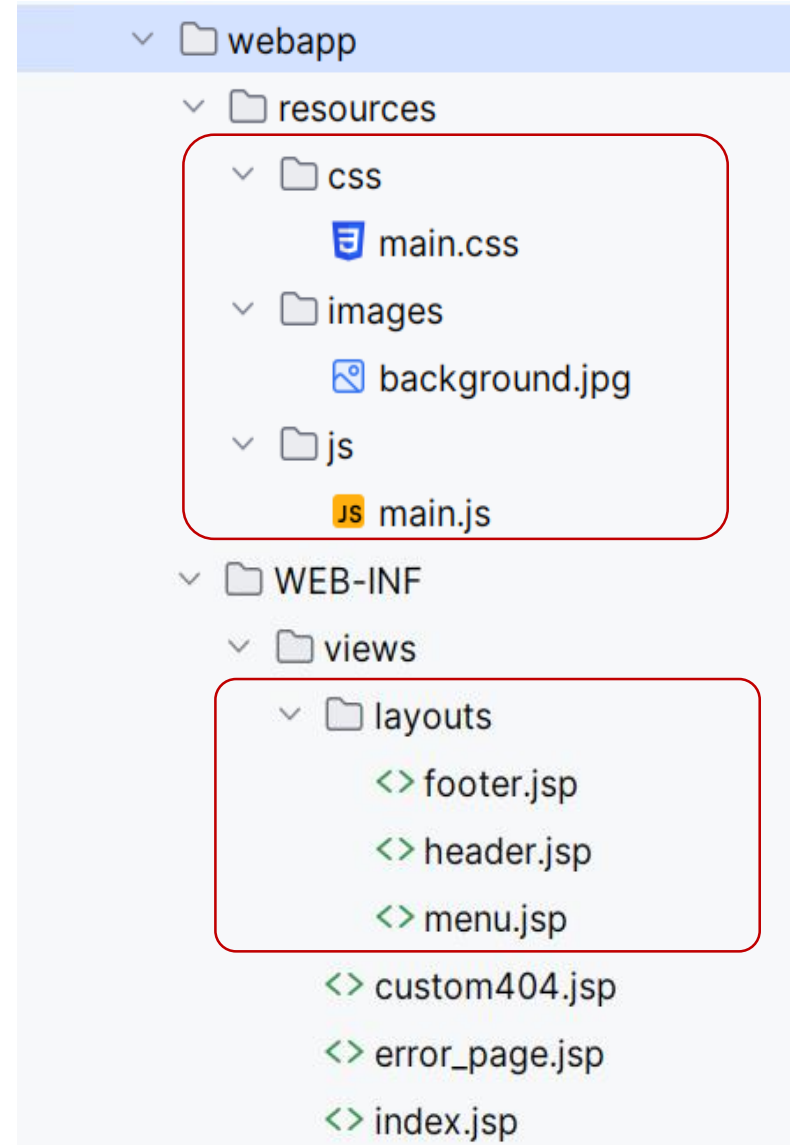 webapp
resources
css
main.css
images
background.jpg
js
JS main.js
WEB-INF
views
layouts
<> footer.jsp
<> header.jsp
<> menu.jsp
<> custom404.jsp
<> error_page.jsp
<> index.jsp